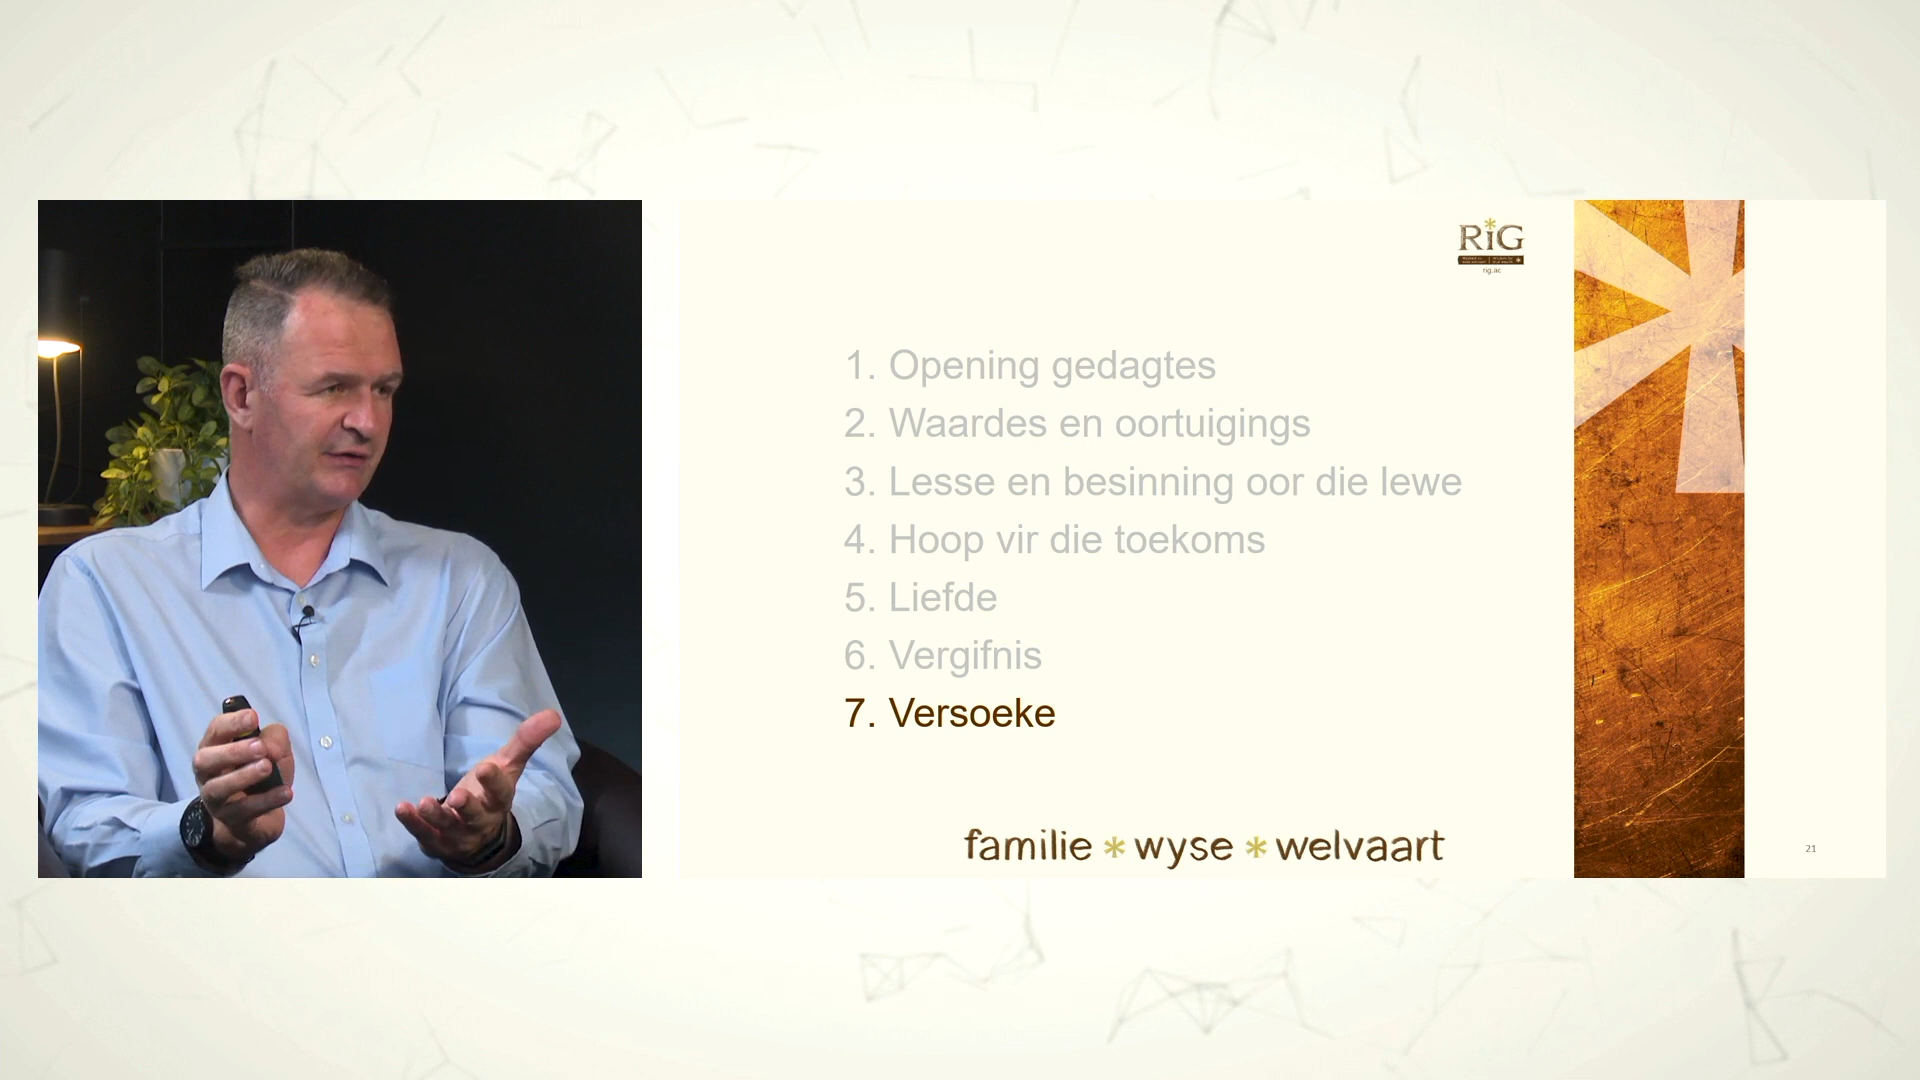 RiG
rig.ac
1. Opening gedagtes
2. Waardes en oortuigings
3. Lesse en besinning oor die lewe
4. Hoop vir die toekoms
5. Liefde
6. Vergifnis
7. Versoeke
familie * wyse * welvaart
21